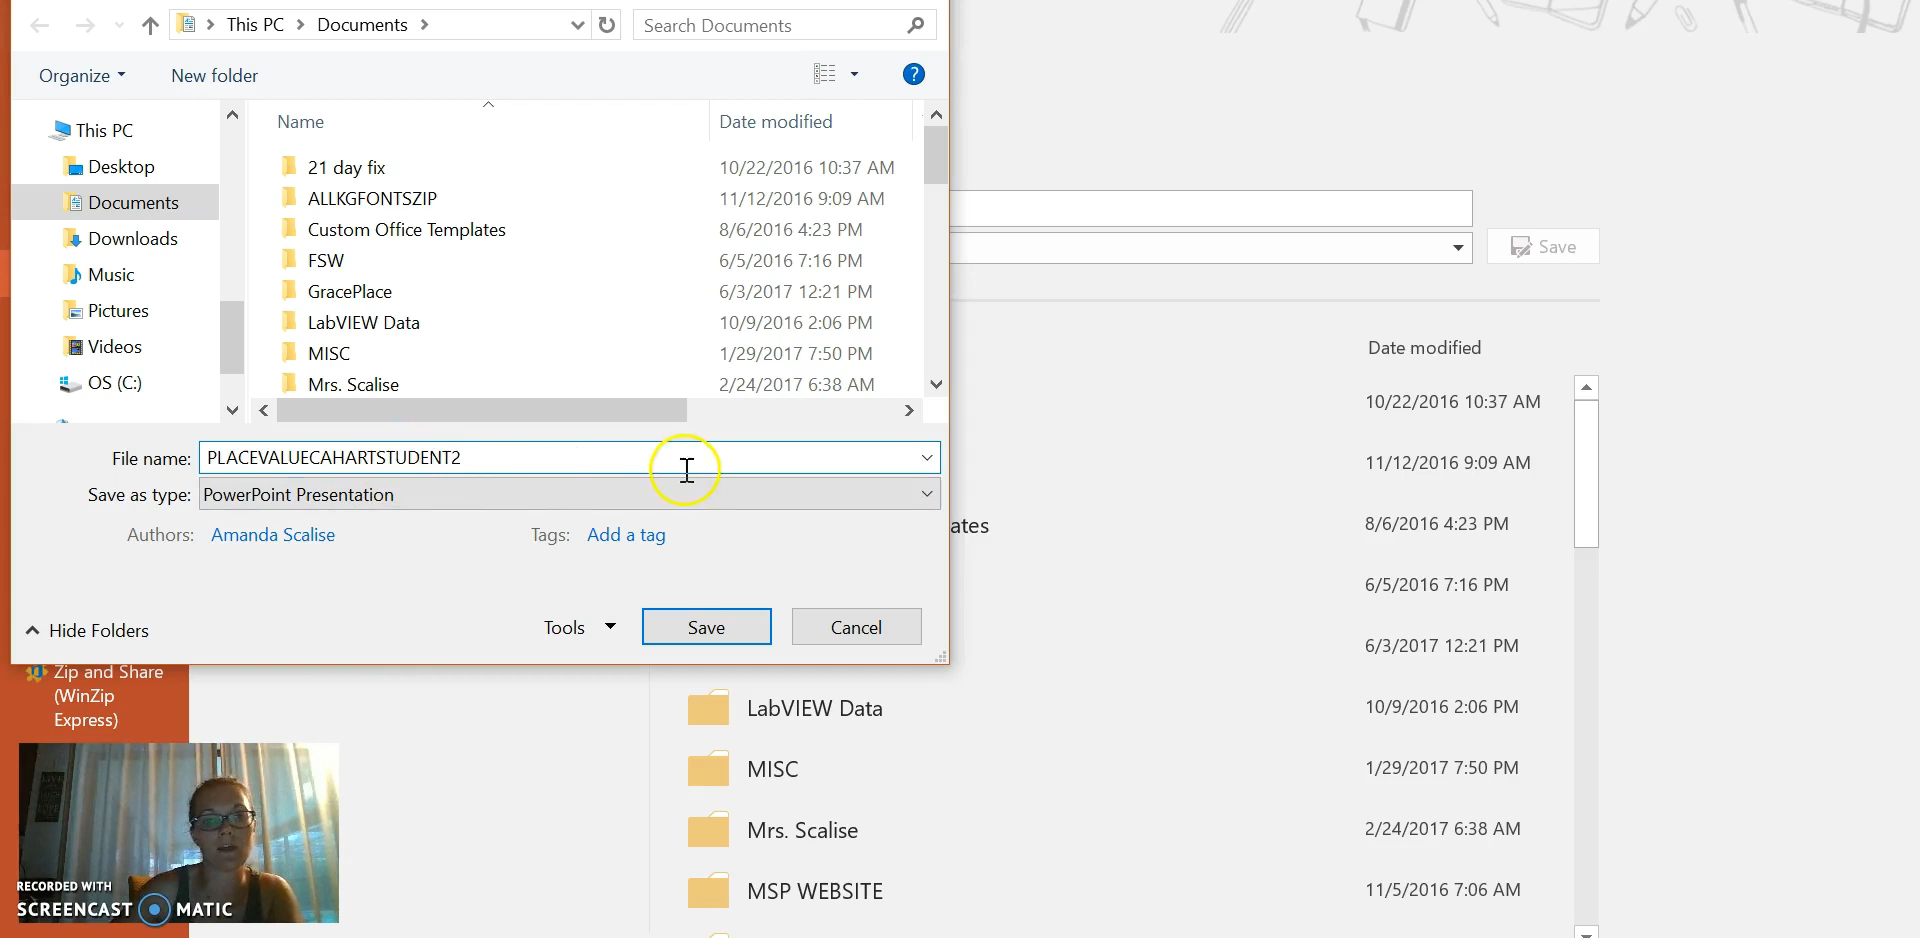 This PC > Documents >
Search Documents
Organize
New folder
?
This PC
Desktop
Documents
Downloads
Music
Pictures
Videos
OS (C:)
Name
Date modified
21 day fix
10/22/2016 10:37 AM
ALLKGFONTSZIP
11/12/2016 9:09 AM
Custom Office Templates
8/6/2016 4:23 PM
FSW
6/5/2016 7:16 PM
GracePlace
6/3/2017 12:21 PM
LabVIEW Data
10/9/2016 2:06 PM
MISC
1/29/2017 7:50 PM
Mrs. Scalise
2/24/2017 6:38 AM
File name: PLACEVALUECAHARTSTUDENT2
Save as type: PowerPoint Presentation
Authors: Amanda Scalise
Tags: Add a tag
Hide Folders
Tools
Save
Cancel
Save
Date modified
10/22/2016 10:37 AM
11/12/2016 9:09 AM
ates
8/6/2016 4:23 PM
6/5/2016 7:16 PM
6/3/2017 12:21 PM
LabVIEW Data
10/9/2016 2:06 PM
MISC
1/29/2017 7:50 PM
Mrs. Scalise
2/24/2017 6:38 AM
MSP WEBSITE
11/5/2016 7:06 AM
Zip and Share
(WinZip
Express)
RECORDED WITH
SCREENCAST MATIC